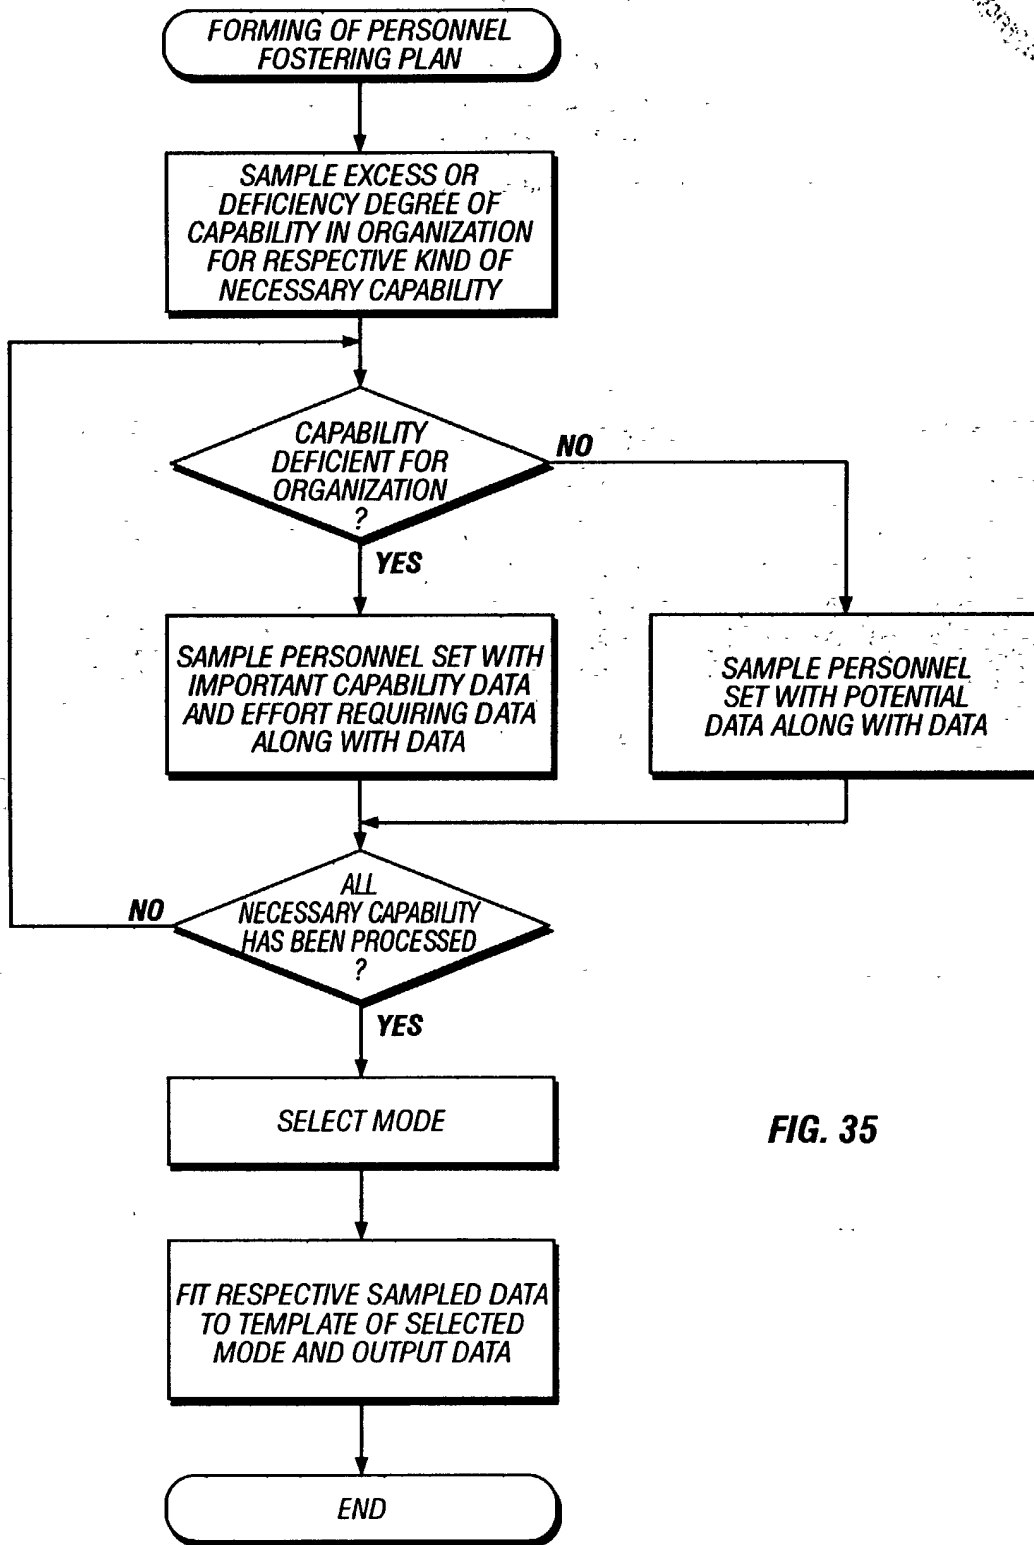 FORMING OF PERSONNEL
FOSTERING PLAN
SAMPLE EXCESS OR
DEFICIENCY DEGREE OF
CAPABILITY IN ORGANIZATION
FOR RESPECTIVE KIND OF
NECESSARY CAPABILITY
CAPABILITY
DEFICIENT FOR
ORGANIZATION
?
NO
YES
SAMPLE PERSONNEL SET WITH
IMPORTANT CAPABILITY DATA
AND EFFORT REQUIRING DATA
ALONG WITH DATA
SAMPLE PERSONNEL
SET WITH POTENTIAL
DATA ALONG WITH DATA
ALL
NECESSARY CAPABILITY
HAS BEEN PROCESSED
?
NO
YES
SELECT MODE
FIG. 35
FIT RESPECTIVE SAMPLED DATA
TO TEMPLATE OF SELECTED
MODE AND OUTPUT DATA
END